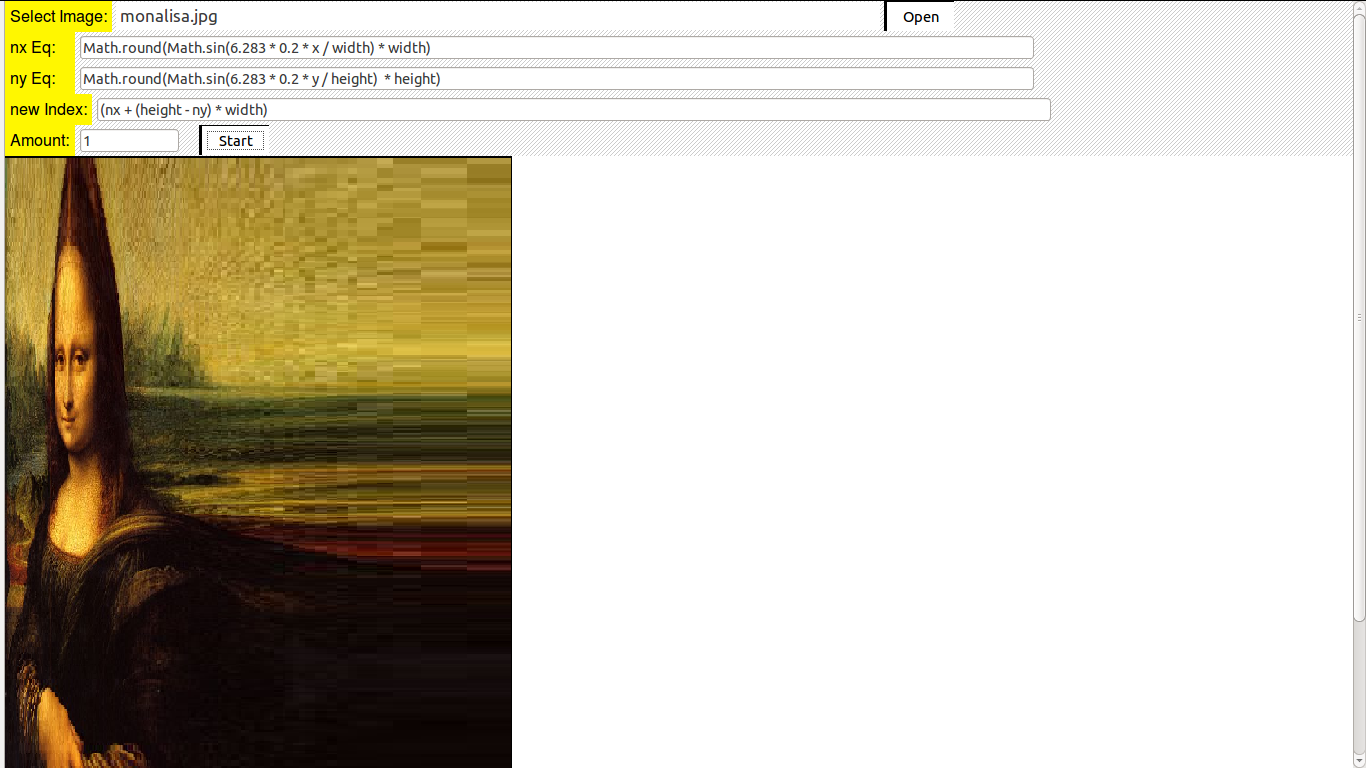 Select Image: monalisa.jpg Open
nx Eq: Math.round(Math.sin(6.283 * 0.2 * x / width) * width)
ny Eq: Math.round(Math.sin(6.283 * 0.2 * y / height)  * height)
new Index: (nx + (height - ny) * width)
Amount: 1 Start